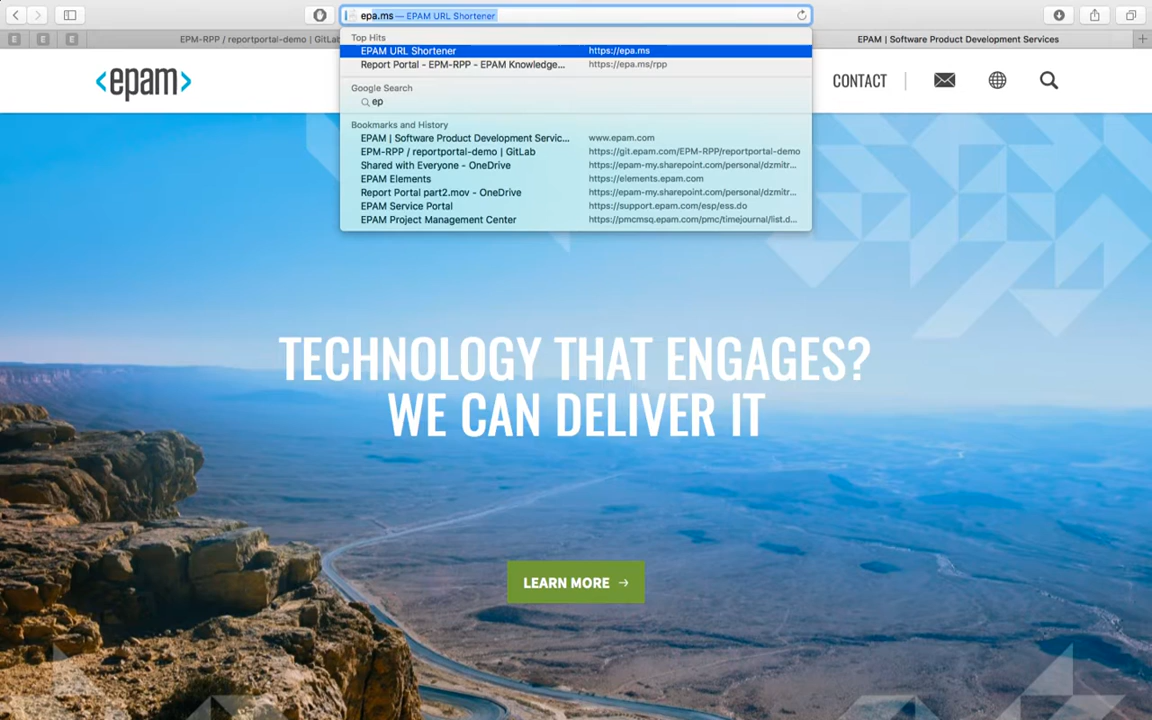 epa.ms — EPAM URL Shortener
EPM-RPP / reportportal-demo | GitLab
EPAM | Software Product Development Services
E E E
Top Hits
EPAM URL Shortener https://epa.ms
Report Portal - EPM-RPP - EPAM Knowledge... https://epa.ms/rpp
Google Search
ep
Bookmarks and History
EPAM | Software Product Development Servic... www.epam.com
EPM-RPP / reportportal-demo | GitLab https://git.epam.com/EPM-RPP/reportportal-demo
Shared with Everyone - OneDrive https://epam-my.sharepoint.com/personal/dzmitr...
EPAM Elements https://elements.epam.com
Report Portal part2.mov - OneDrive https://epam-my.sharepoint.com/personal/dzmitr...
EPAM Service Portal https://support.epam.com/esp/ess.do
EPAM Project Management Center https://pmcmsq.epam.com/pmc/timejournal/list.d...
<epam>
CONTACT
TECHNOLOGY THAT ENGAGES?
WE CAN DELIVER IT
LEARN MORE →